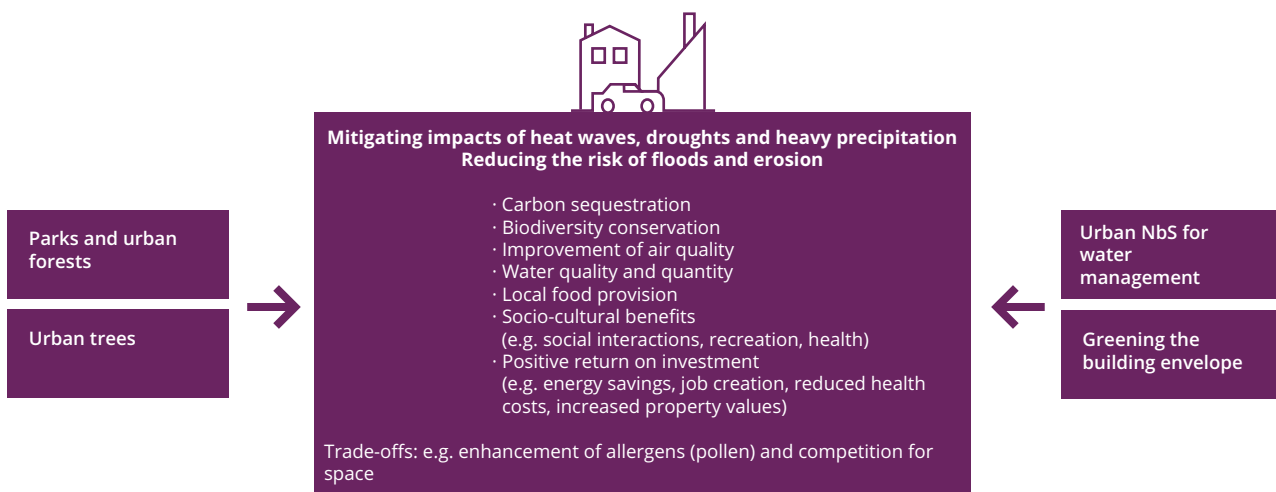 Mitigating impacts of heat waves, droughts and heavy precipitation
Reducing the risk of floods and erosion
· Carbon sequestration
· Biodiversity conservation
· Improvement of air quality
· Water quality and quantity
· Local food provision
· Socio-cultural benefits
(e.g. social interactions, recreation, health)
· Positive return on investment
(e.g. energy savings, job creation, reduced health
costs, increased property values)
Trade-offs: e.g. enhancement of allergens (pollen) and competition for
space
Parks and urban
forests
Urban trees
Urban NbS for
water
management
Greening the
building envelope